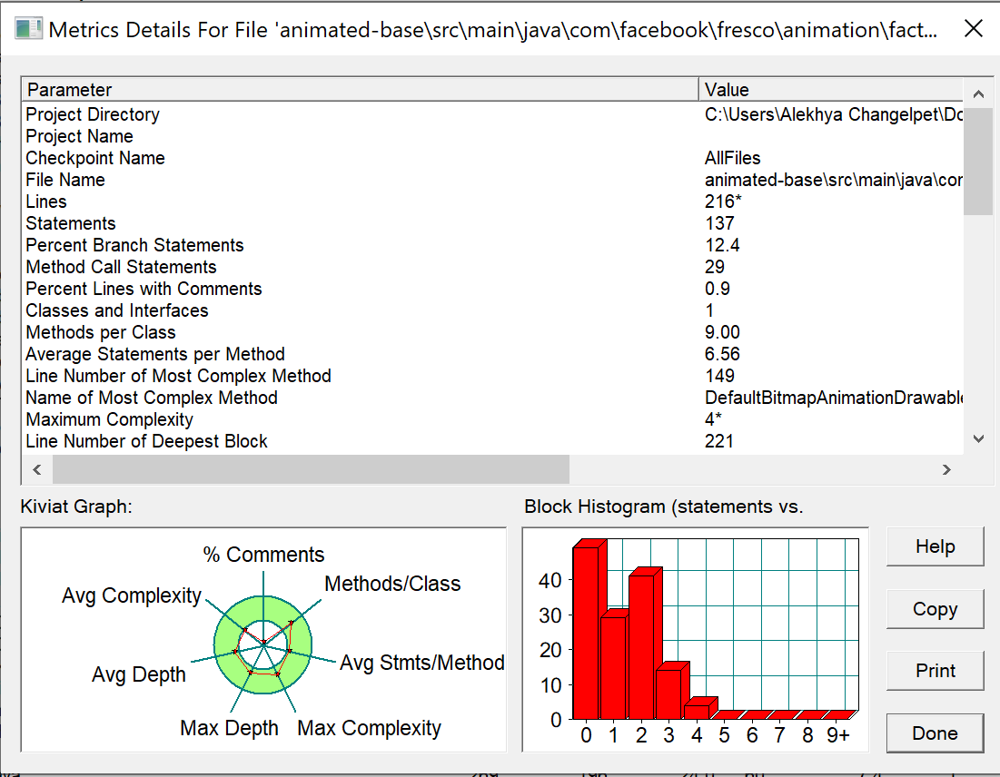 Metrics Details For File 'animated-base\src\main\java\com\facebook\fresco\animation\fact...
Parameter Value
Project Directory C:\Users\Alekhya Changelpet\Do
Project Name
Checkpoint Name AllFiles
File Name animated-base\src\main\java\cor
Lines 216*
Statements 137
Percent Branch Statements 12.4
Method Call Statements 29
Percent Lines with Comments 0.9
Classes and Interfaces 1
Methods per Class 9.00
Average Statements per Method 6.56
Line Number of Most Complex Method 149
Name of Most Complex Method DefaultBitmapAnimationDrawable
Maximum Complexity 4*
Line Number of Deepest Block 221
Kiviat Graph:
% Comments
Methods/Class
Avg Complexity
Avg Stmts/Method
Avg Depth
Max Depth
Max Complexity
Block Histogram (statements vs.
40
30
20
10
0
0 1 2 3 4 5 6 7 8 9+
Help
Copy
Print
Done